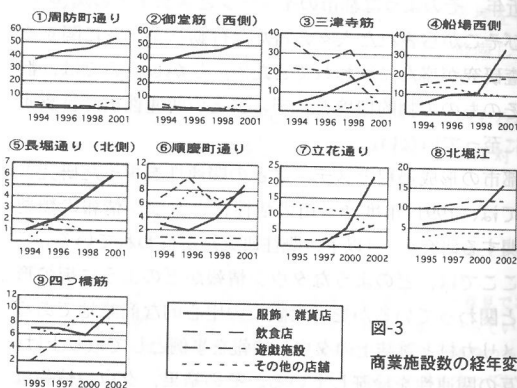 ①周防町通り ②御堂筋（西側） ③三津寺筋 ④船場西側
60 50 40 30 20 10
1994 1996 1998 2001
60 50 40 30 20 10
1994 1996 1998 2001
40 30 20 10
1994 1996 1998 2001
40 30 20 10
1994 1996 1998 2001
⑤長堀通り（北側） ⑥順慶町通り ⑦立花通り ⑧北堀江
7 6 5 4 3 2 1 0
1994 1996 1998 2001
12 10 8 6 4 2 0
1994 1996 1998 2001
25 20 15 10 5 0
1995 1997 2000 2002
20 16 12 8 4 0
1995 1997 2000 2002
⑨四つ橋筋
12 10 8 6 4 2 0
1995 1997 2000 2002
服飾・雑貨店
飲食店
遊戯施設
その他の店舗
図-3
商業施設数の経年変